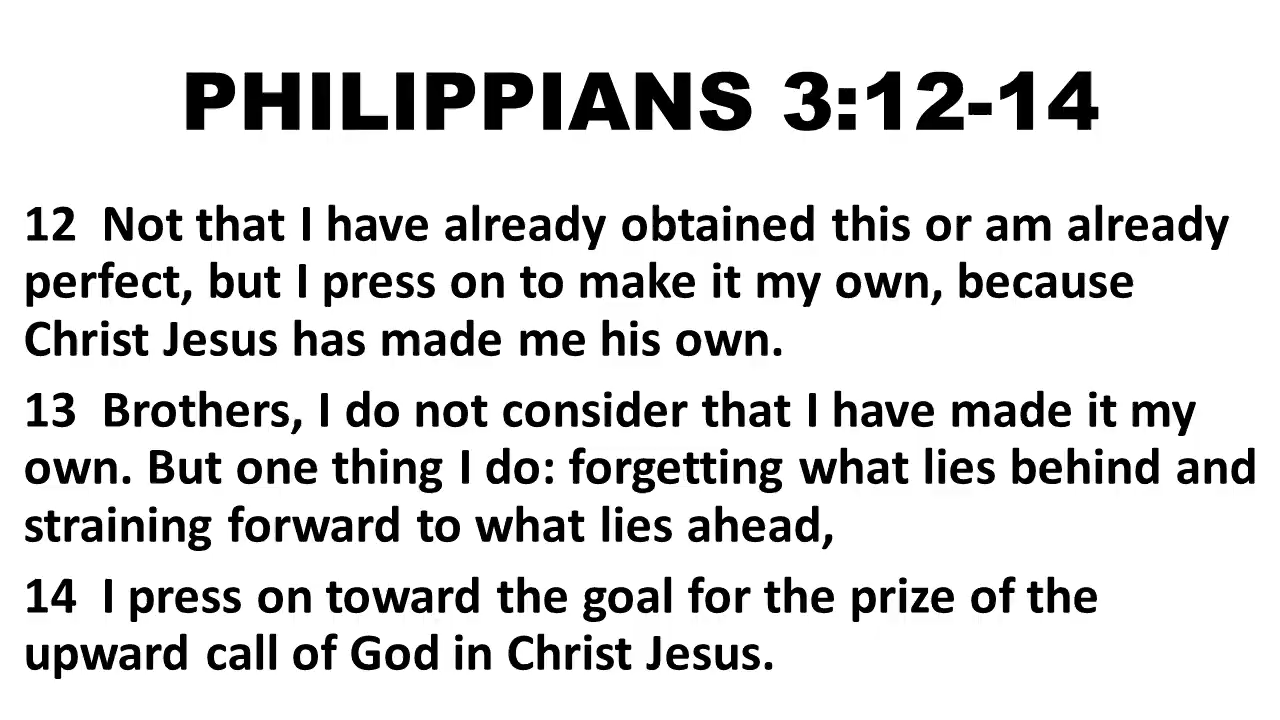 PHILIPPIANS 3:12-14
12 Not that I have already obtained this or am already
perfect, but I press on to make it my own, because
Christ Jesus has made me his own.
13 Brothers, I do not consider that I have made it my
own. But one thing I do: forgetting what lies behind and
straining forward to what lies ahead,
14 I press on toward the goal for the prize of the
upward call of God in Christ Jesus.